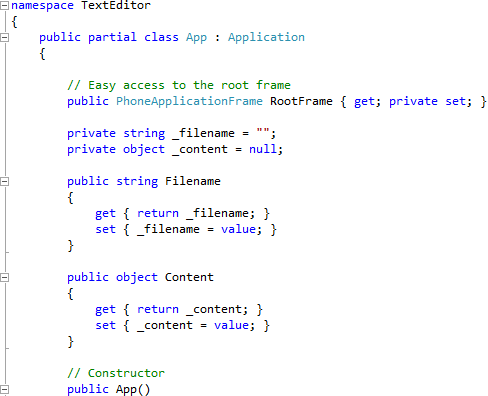 namespace TextEditor
{
    public partial class App : Application
    {
        // Easy access to the root frame
        public PhoneApplicationFrame RootFrame { get; private set; }
        private string _filename = "";
        private object _content = null;
        public string Filename
        {
            get { return _filename; }
            set { _filename = value; }
        }
        public object Content
        {
            get { return _content; }
            set { _content = value; }
        }
        // Constructor
        public App()